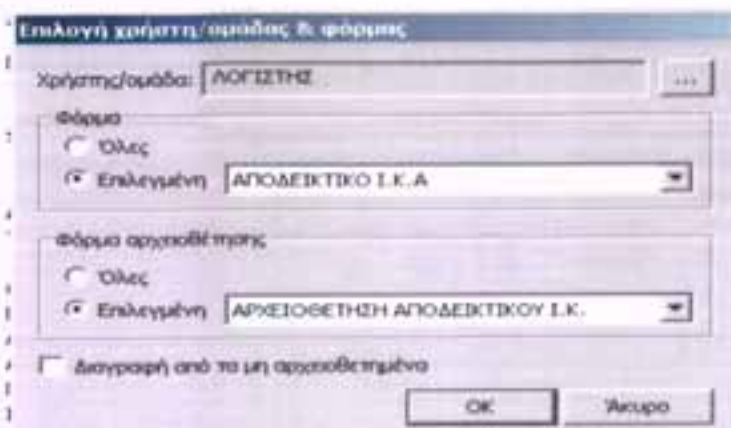 Επιλογή χρήστη/ομάδας & φόρμας
Χρήστης/ομάδα: ΛΟΓΙΣΤΗΣ ...
Φόρμα
Όλες
Επιλεγμένη ΑΠΟΔΕΙΚΤΙΚΟ Ι.Κ.Α
Φόρμα αρχειοθέτησης
Όλες
Επιλεγμένη ΑΡΧΕΙΟΘΕΤΗΣΗ ΑΠΟΔΕΙΚΤΙΚΟΥ Ι.Κ.
Διαγραφή από τα μη αρχειοθετημένα
OK Άκυρο